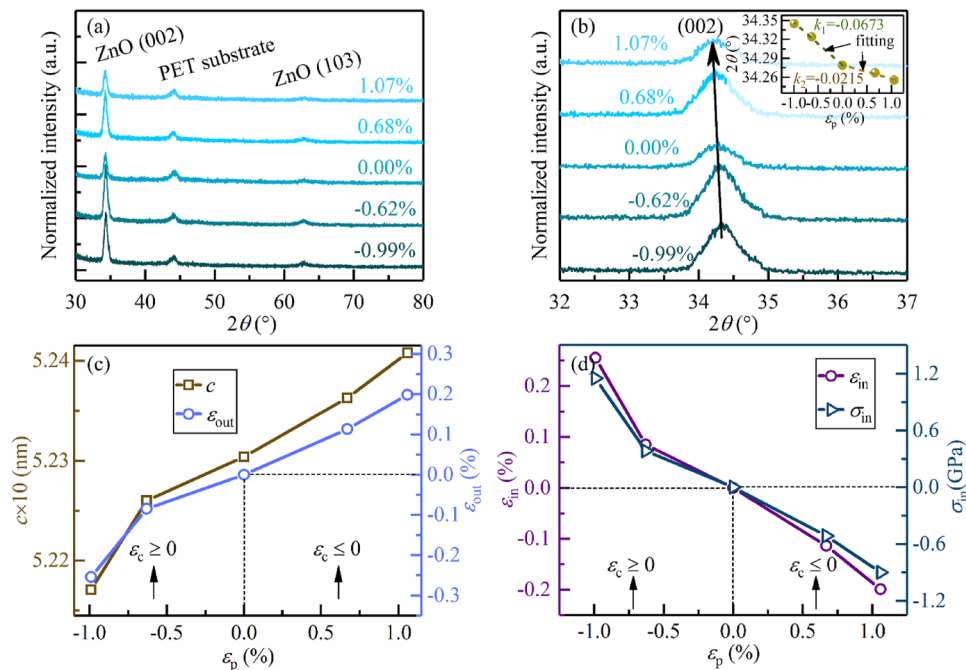 (a)
ZnO (002)
PET substrate
ZnO (103)
1.07%
0.68%
0.00%
-0.62%
-0.99%
Normalized intensity (a.u.)
30 40 50 60 70 80
2θ (°)
(b)
(002)
1.07%
0.68%
0.00%
-0.62%
-0.99%
Normalized intensity (a.u.)
32 33 34 35 36 37
2θ (°)
34.35
34.32
34.29
34.26
2θ (°)
k₁=-0.0673
fitting
k₂=-0.0215
-1.0 -0.5 0.0 0.5 1.0
εp (%)
(c)
c
εout
5.24
5.23
5.22
c×10 (nm)
0.3
0.2
0.1
0.0
-0.1
-0.2
-0.3
εout (%)
εc ≥ 0
εc ≤ 0
-1.0 -0.5 0.0 0.5 1.0
εp (%)
(d)
εin
σin
0.2
0.1
0.0
-0.1
-0.2
εin (%)
1.2
0.6
0.0
-0.6
-1.2
σin (GPa)
εc ≥ 0
εc ≤ 0
-1.0 -0.5 0.0 0.5 1.0
εp (%)